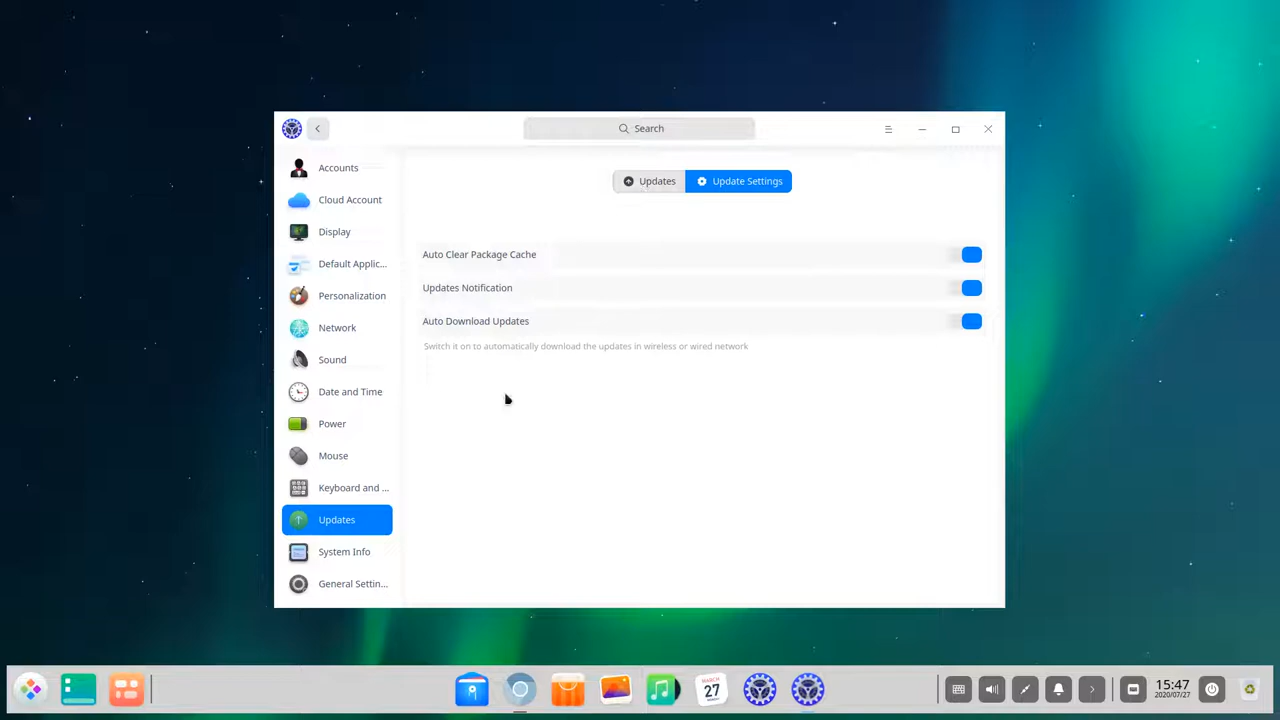 Search
Accounts
Cloud Account
Display
Default Applic...
Personalization
Network
Sound
Date and Time
Power
Mouse
Keyboard and ...
Updates
System Info
General Settin...
Updates
Update Settings
Auto Clear Package Cache
Updates Notification
Auto Download Updates
Switch it on to automatically download the updates in wireless or wired network
MARCH
27
15:47
2020/07/27